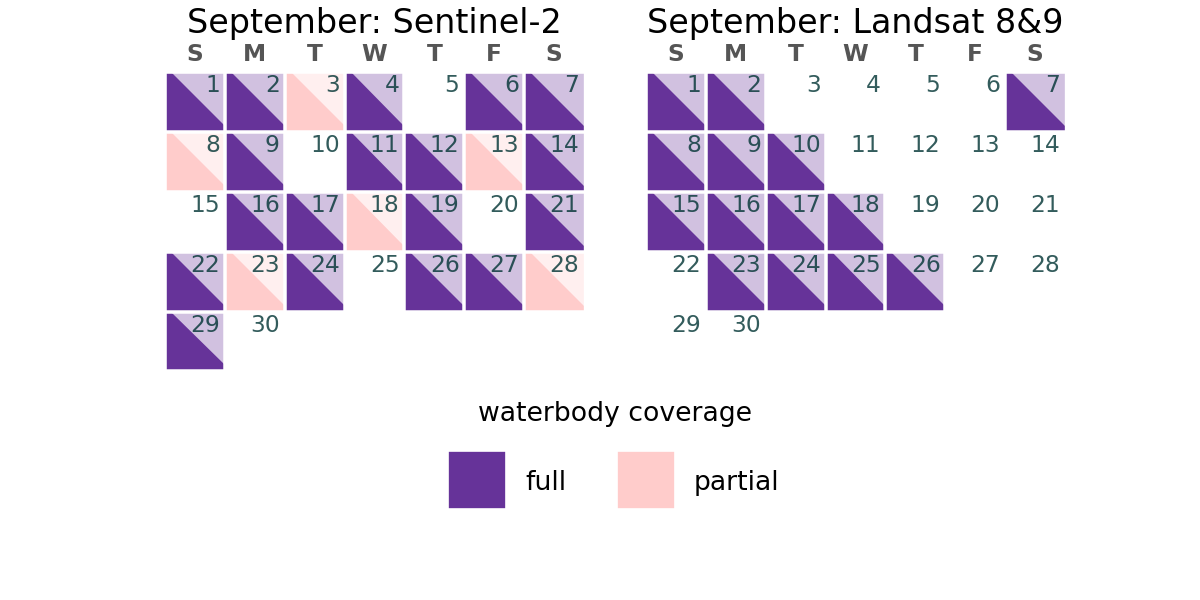 September: Sentinel-2
S M T W T F S
1 2 3 4 5 6 7
8 9 10 11 12 13 14
15 16 17 18 19 20 21
22 23 24 25 26 27 28
29 30
September: Landsat 8&9
S M T W T F S
1 2 3 4 5 6 7
8 9 10 11 12 13 14
15 16 17 18 19 20 21
22 23 24 25 26 27 28
29 30
waterbody coverage
full partial